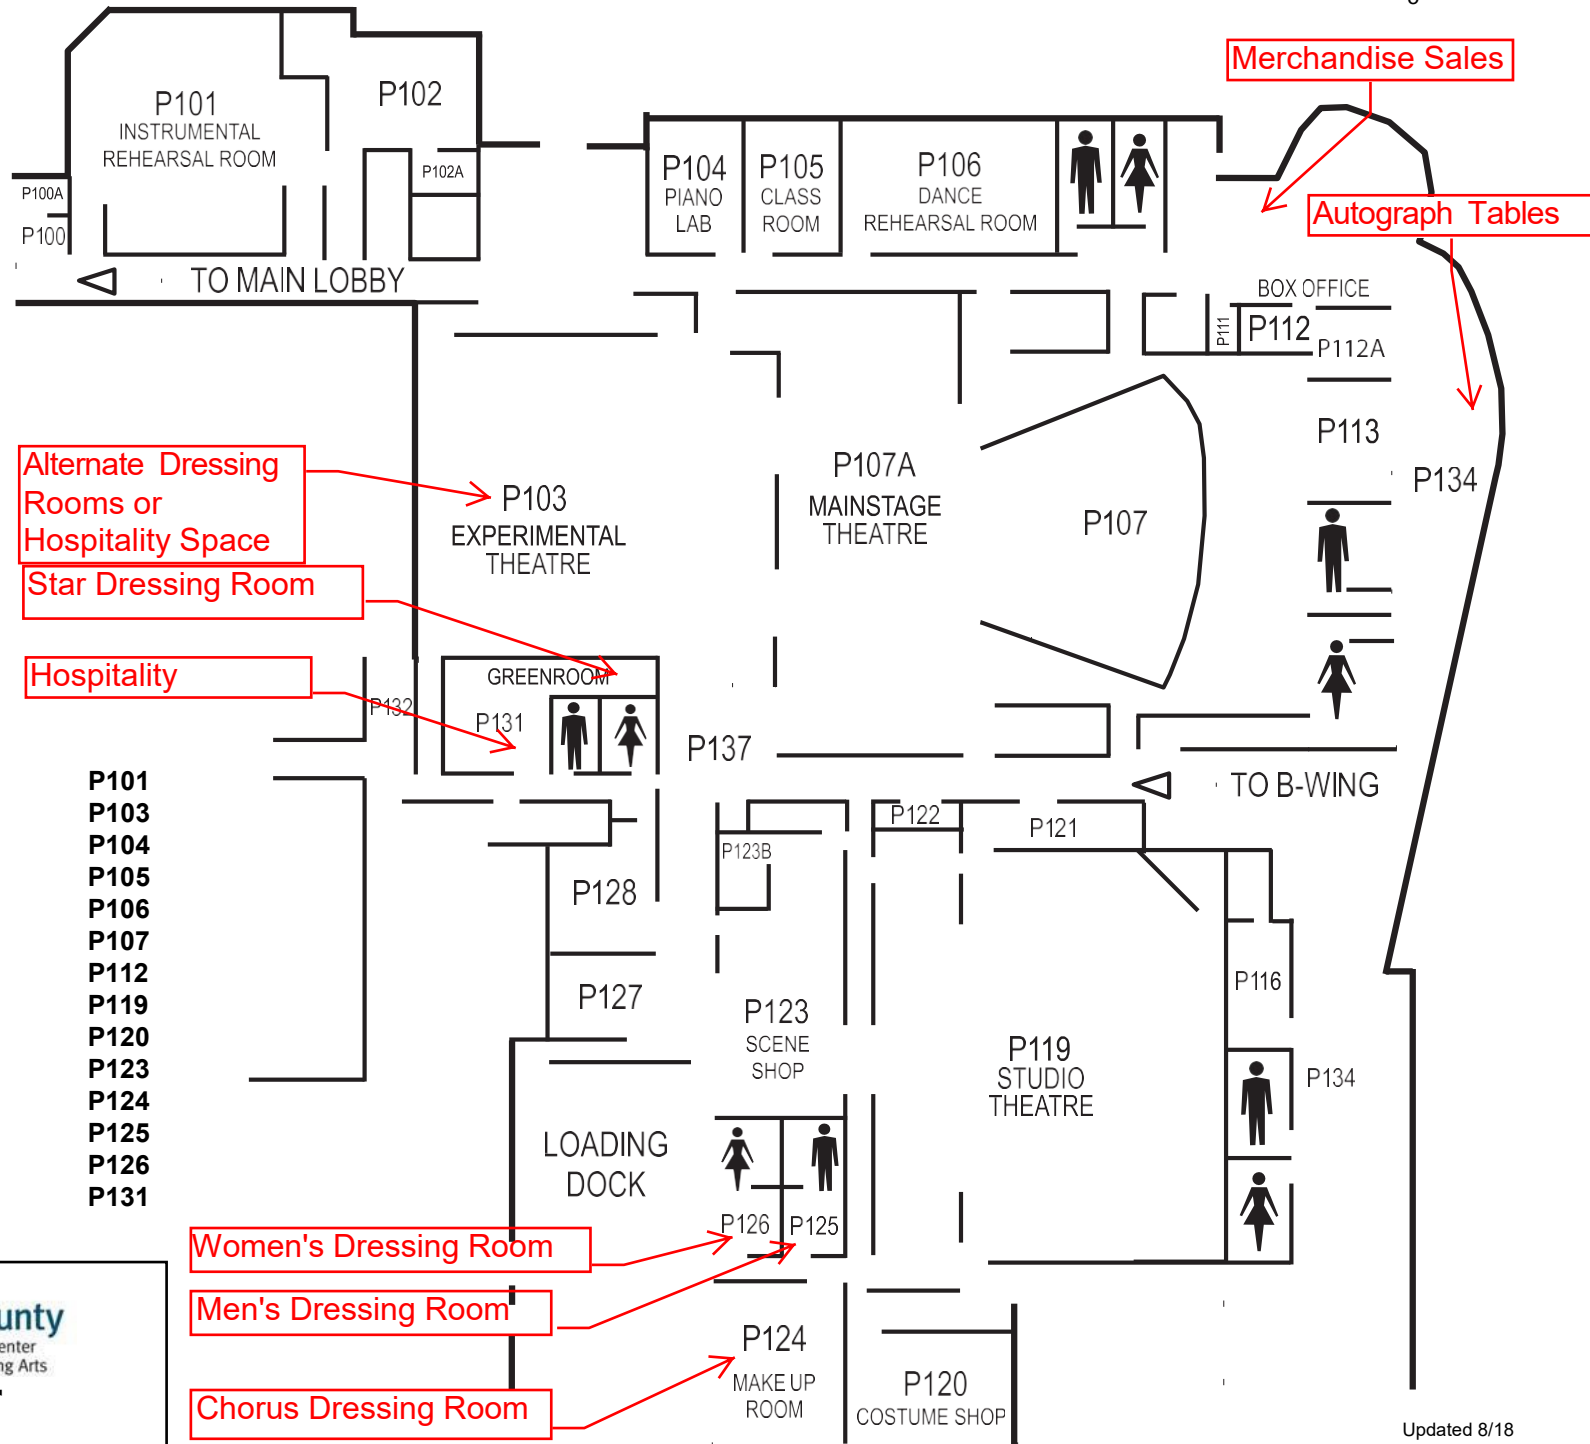 Merchandise Sales
P101
INSTRUMENTAL
REHEARSAL ROOM
P102
P102A
P100A
P100
P104
PIANO
LAB
P105
CLASS
ROOM
P106
DANCE
REHEARSAL ROOM
Autograph Tables
TO MAIN LOBBY
BOX OFFICE
P111
P112
P112A
P113
P134
Alternate Dressing
Rooms or
Hospitality Space
P103
EXPERIMENTAL
THEATRE
P107A
MAINSTAGE
THEATRE
P107
Star Dressing Room
Hospitality
GREENROOM
P132
P131
P137
TO B-WING
P101
P103
P104
P105
P106
P107
P112
P119
P120
P123
P124
P125
P126
P131
P122
P121
P123B
P128
P127
P123
SCENE
SHOP
P116
P119
STUDIO
THEATRE
P134
LOADING
DOCK
P126
P125
Women's Dressing Room
Men's Dressing Room
Chorus Dressing Room
P124
MAKE UP
ROOM
P120
COSTUME SHOP
unty
enter
ng Arts
Updated 8/18